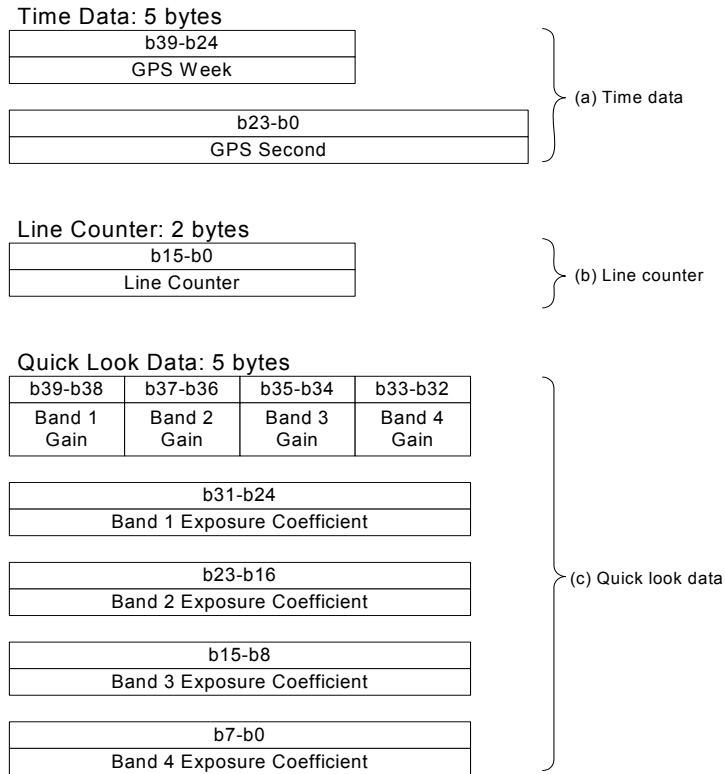 Time Data: 5 bytes
b39-b24
GPS Week
(a) Time data
b23-b0
GPS Second
Line Counter: 2 bytes
b15-b0
Line Counter
(b) Line counter
Quick Look Data: 5 bytes
b39-b38 b37-b36 b35-b34 b33-b32
Band 1 Band 2 Band 3 Band 4
Gain Gain Gain Gain
b31-b24
Band 1 Exposure Coefficient
b23-b16
(c) Quick look data
Band 2 Exposure Coefficient
b15-b8
Band 3 Exposure Coefficient
b7-b0
Band 4 Exposure Coefficient